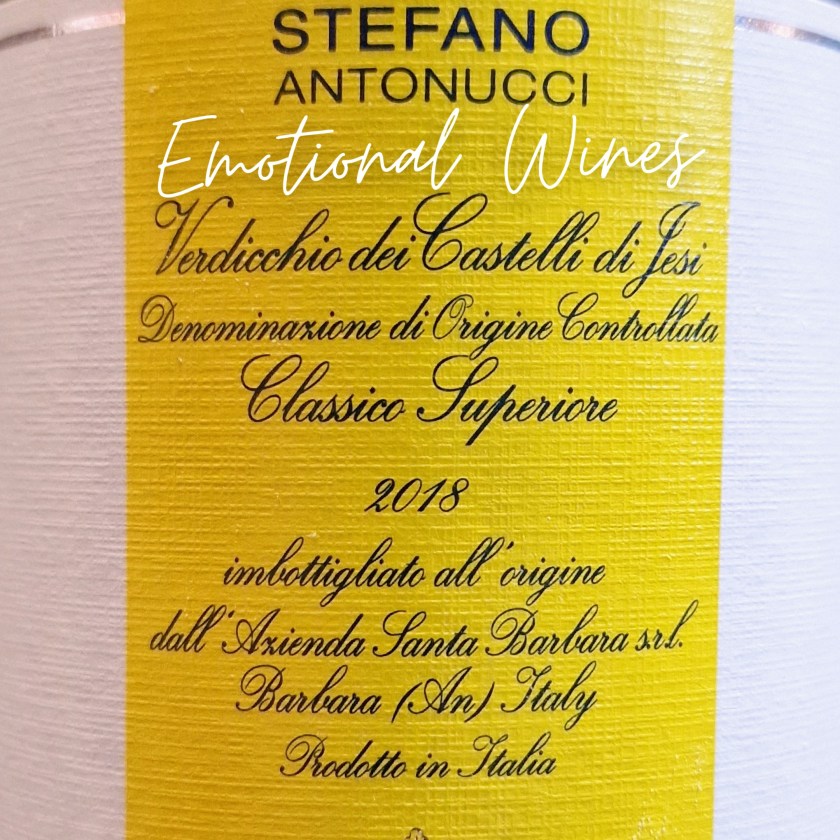 STEFANO
ANTONUCCI
Emotional Wines
Verdicchio dei Castelli di Jesi
Denominazione di Origine Controllata
Classico Superiore
2018
imbottigliato all'origine
dall'Azienda Santa Barbara s.r.l.
Barbara (An) Italy
Prodotto in Italia